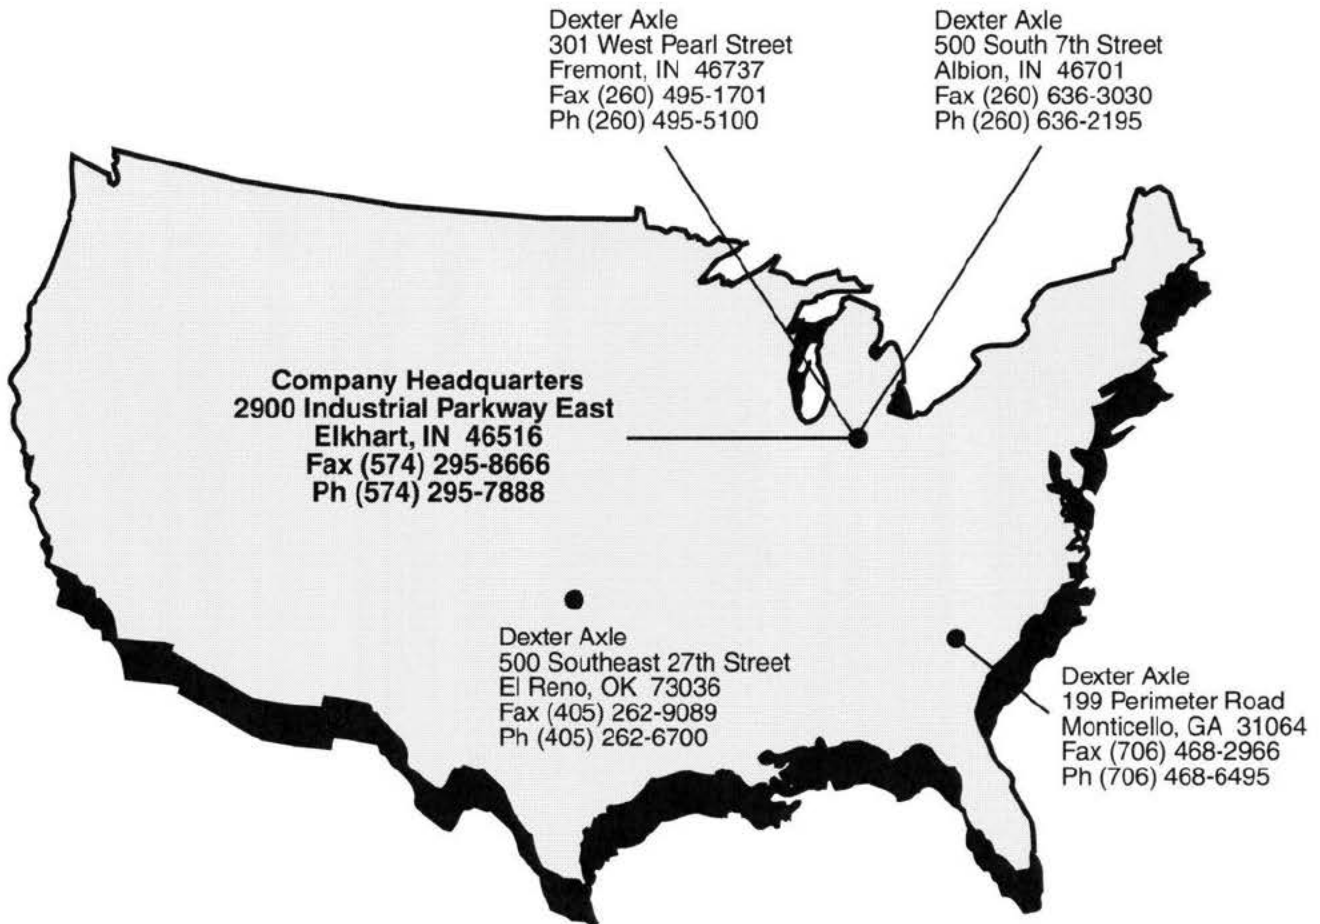 Dexter Axle
301 West Pearl Street
Fremont, IN 46737
Fax (260) 495-1701
Ph (260) 495-5100
Dexter Axle
500 South 7th Street
Albion, IN 46701
Fax (260) 636-3030
Ph (260) 636-2195
Company Headquarters
2900 Industrial Parkway East
Elkhart, IN 46516
Fax (574) 295-8666
Ph (574) 295-7888
Dexter Axle
500 Southeast 27th Street
El Reno, OK 73036
Fax (405) 262-9089
Ph (405) 262-6700
Dexter Axle
199 Perimeter Road
Monticello, GA 31064
Fax (706) 468-2966
Ph (706) 468-6495